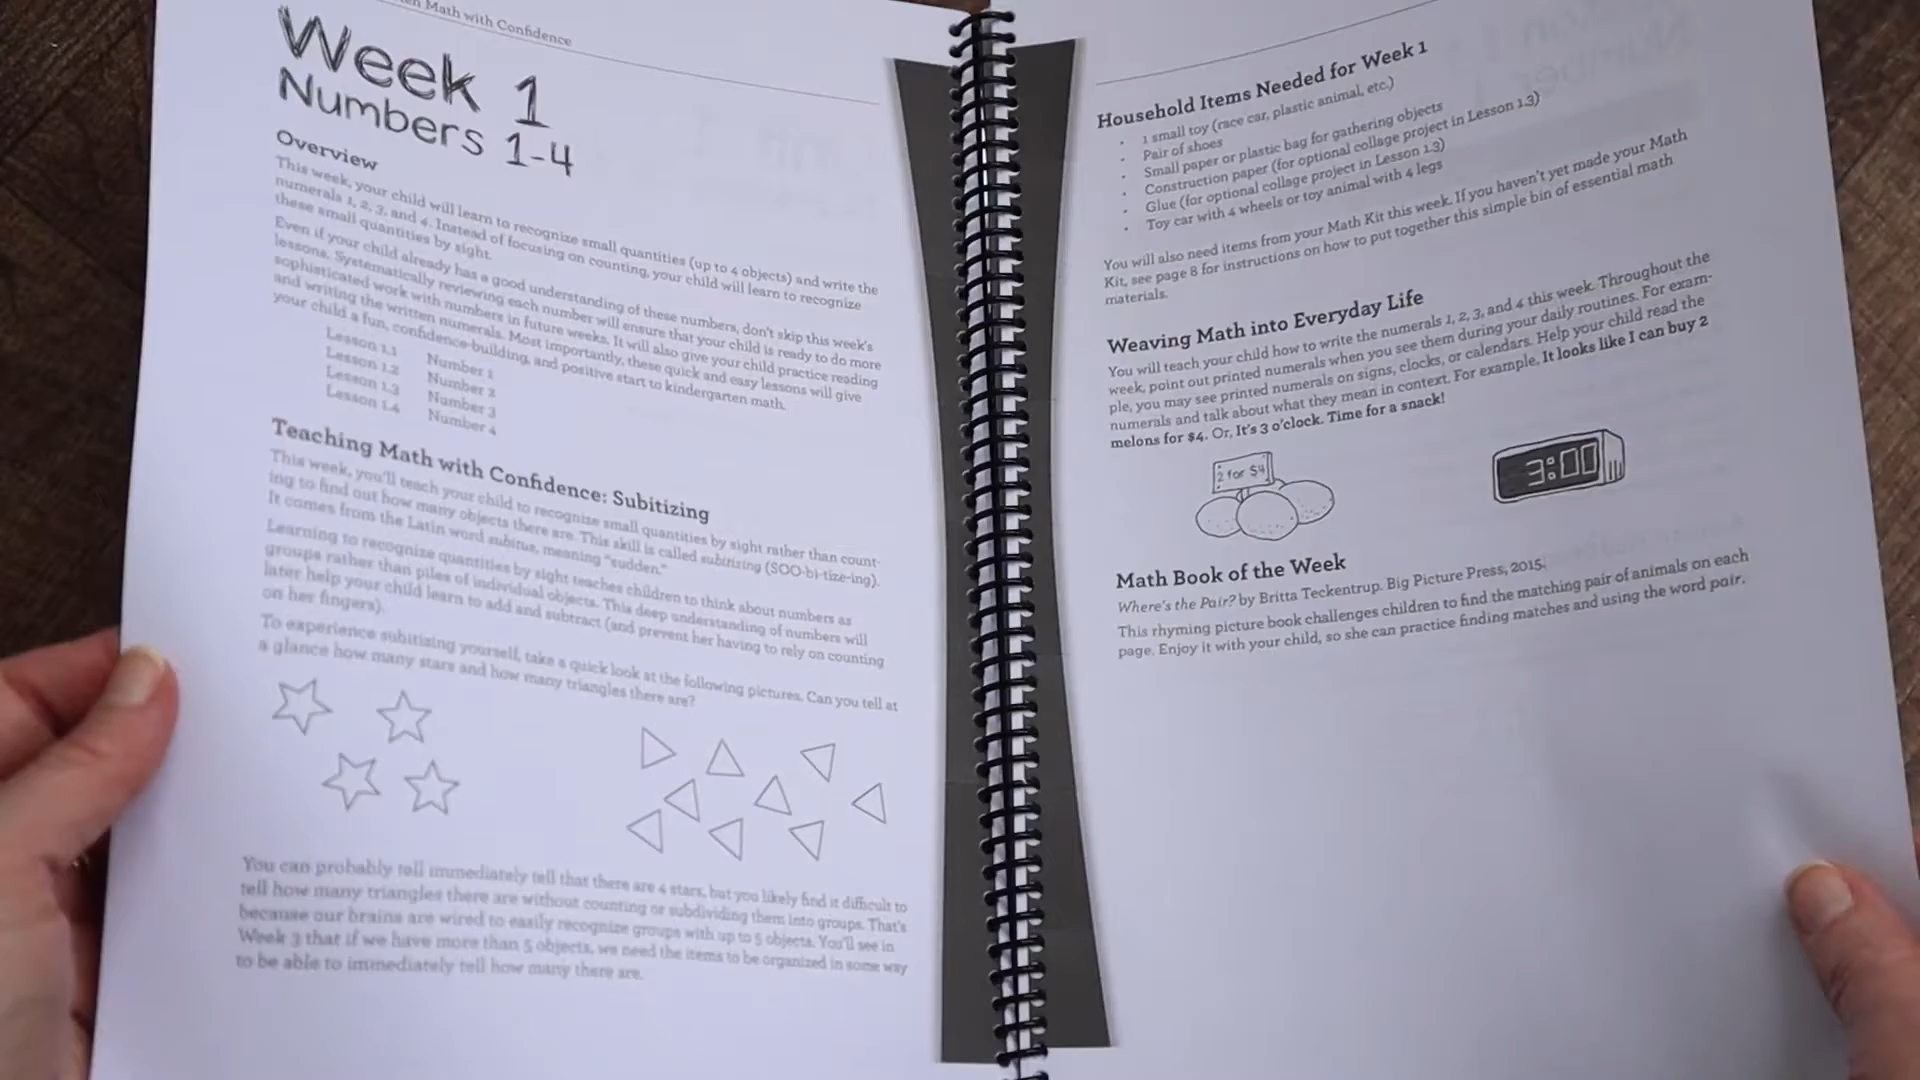 Math with Confidence
Week 1
Numbers 1-4
Overview
This week, your child will learn to recognize small quantities (up to 4 objects) and write the
numerals 1, 2, 3, and 4. Instead of focusing on counting, your child will learn to recognize
these small quantities by sight.
Even if your child already has a good understanding of these numbers, don't skip this week's
lessons. Systematically reviewing each number will ensure that your child is ready to do more
sophisticated work with numbers in future weeks. It will also give your child practice reading
and writing the written numerals. Most importantly, these quick and easy lessons will give
your child a fun, confidence-building, and positive start to kindergarten math.
Lesson 1.1 Number 1
Lesson 1.2 Number 2
Lesson 1.3 Number 3
Lesson 1.4 Number 4
Teaching Math with Confidence: Subitizing
This week, you'll teach your child to recognize small quantities by sight rather than count-
ing to find out how many objects there are. This skill is called subitizing (SOO-bi-tize-ing).
It comes from the Latin word subitus, meaning "sudden."
Learning to recognize quantities by sight teaches children to think about numbers as
groups rather than piles of individual objects. This deep understanding of numbers will
later help your child learn to add and subtract (and prevent her having to rely on counting
on her fingers).
To experience subitizing yourself, take a quick look at the following pictures. Can you tell at
a glance how many stars and how many triangles there are?
You can probably tell immediately tell that there are 4 stars, but you likely find it difficult to
tell how many triangles there are without counting or subdividing them into groups. That's
because our brains are wired to easily recognize groups with up to 5 objects. You'll see in
Week 3 that if we have more than 5 objects, we need the items to be organized in some way
to be able to immediately tell how many there are.
Household Items Needed for Week 1
• 1 small toy (race car, plastic animal, etc.)
• Pair of shoes
• Small paper or plastic bag for gathering objects
• Construction paper (for optional collage project in Lesson 1.3)
• Glue (for optional collage project in Lesson 1.3)
• Toy car with 4 wheels or toy animal with 4 legs
You will also need items from your Math Kit this week. If you haven't yet made your Math
Kit, see page 8 for instructions on how to put together this simple bin of essential math
materials.
Weaving Math into Everyday Life
You will teach your child how to write the numerals 1, 2, 3, and 4 this week. Throughout the
week, point out printed numerals when you see them during your daily routines. For exam-
ple, you may see printed numerals on signs, clocks, or calendars. Help your child read the
numerals and talk about what they mean in context. For example, It looks like I can buy 2
melons for $4. Or, It's 3 o'clock. Time for a snack!
2 for $4
3:00
Math Book of the Week
Where's the Pair? by Britta Teckentrup. Big Picture Press, 2015.
This rhyming picture book challenges children to find the matching pair of animals on each
page. Enjoy it with your child, so she can practice finding matches and using the word pair.